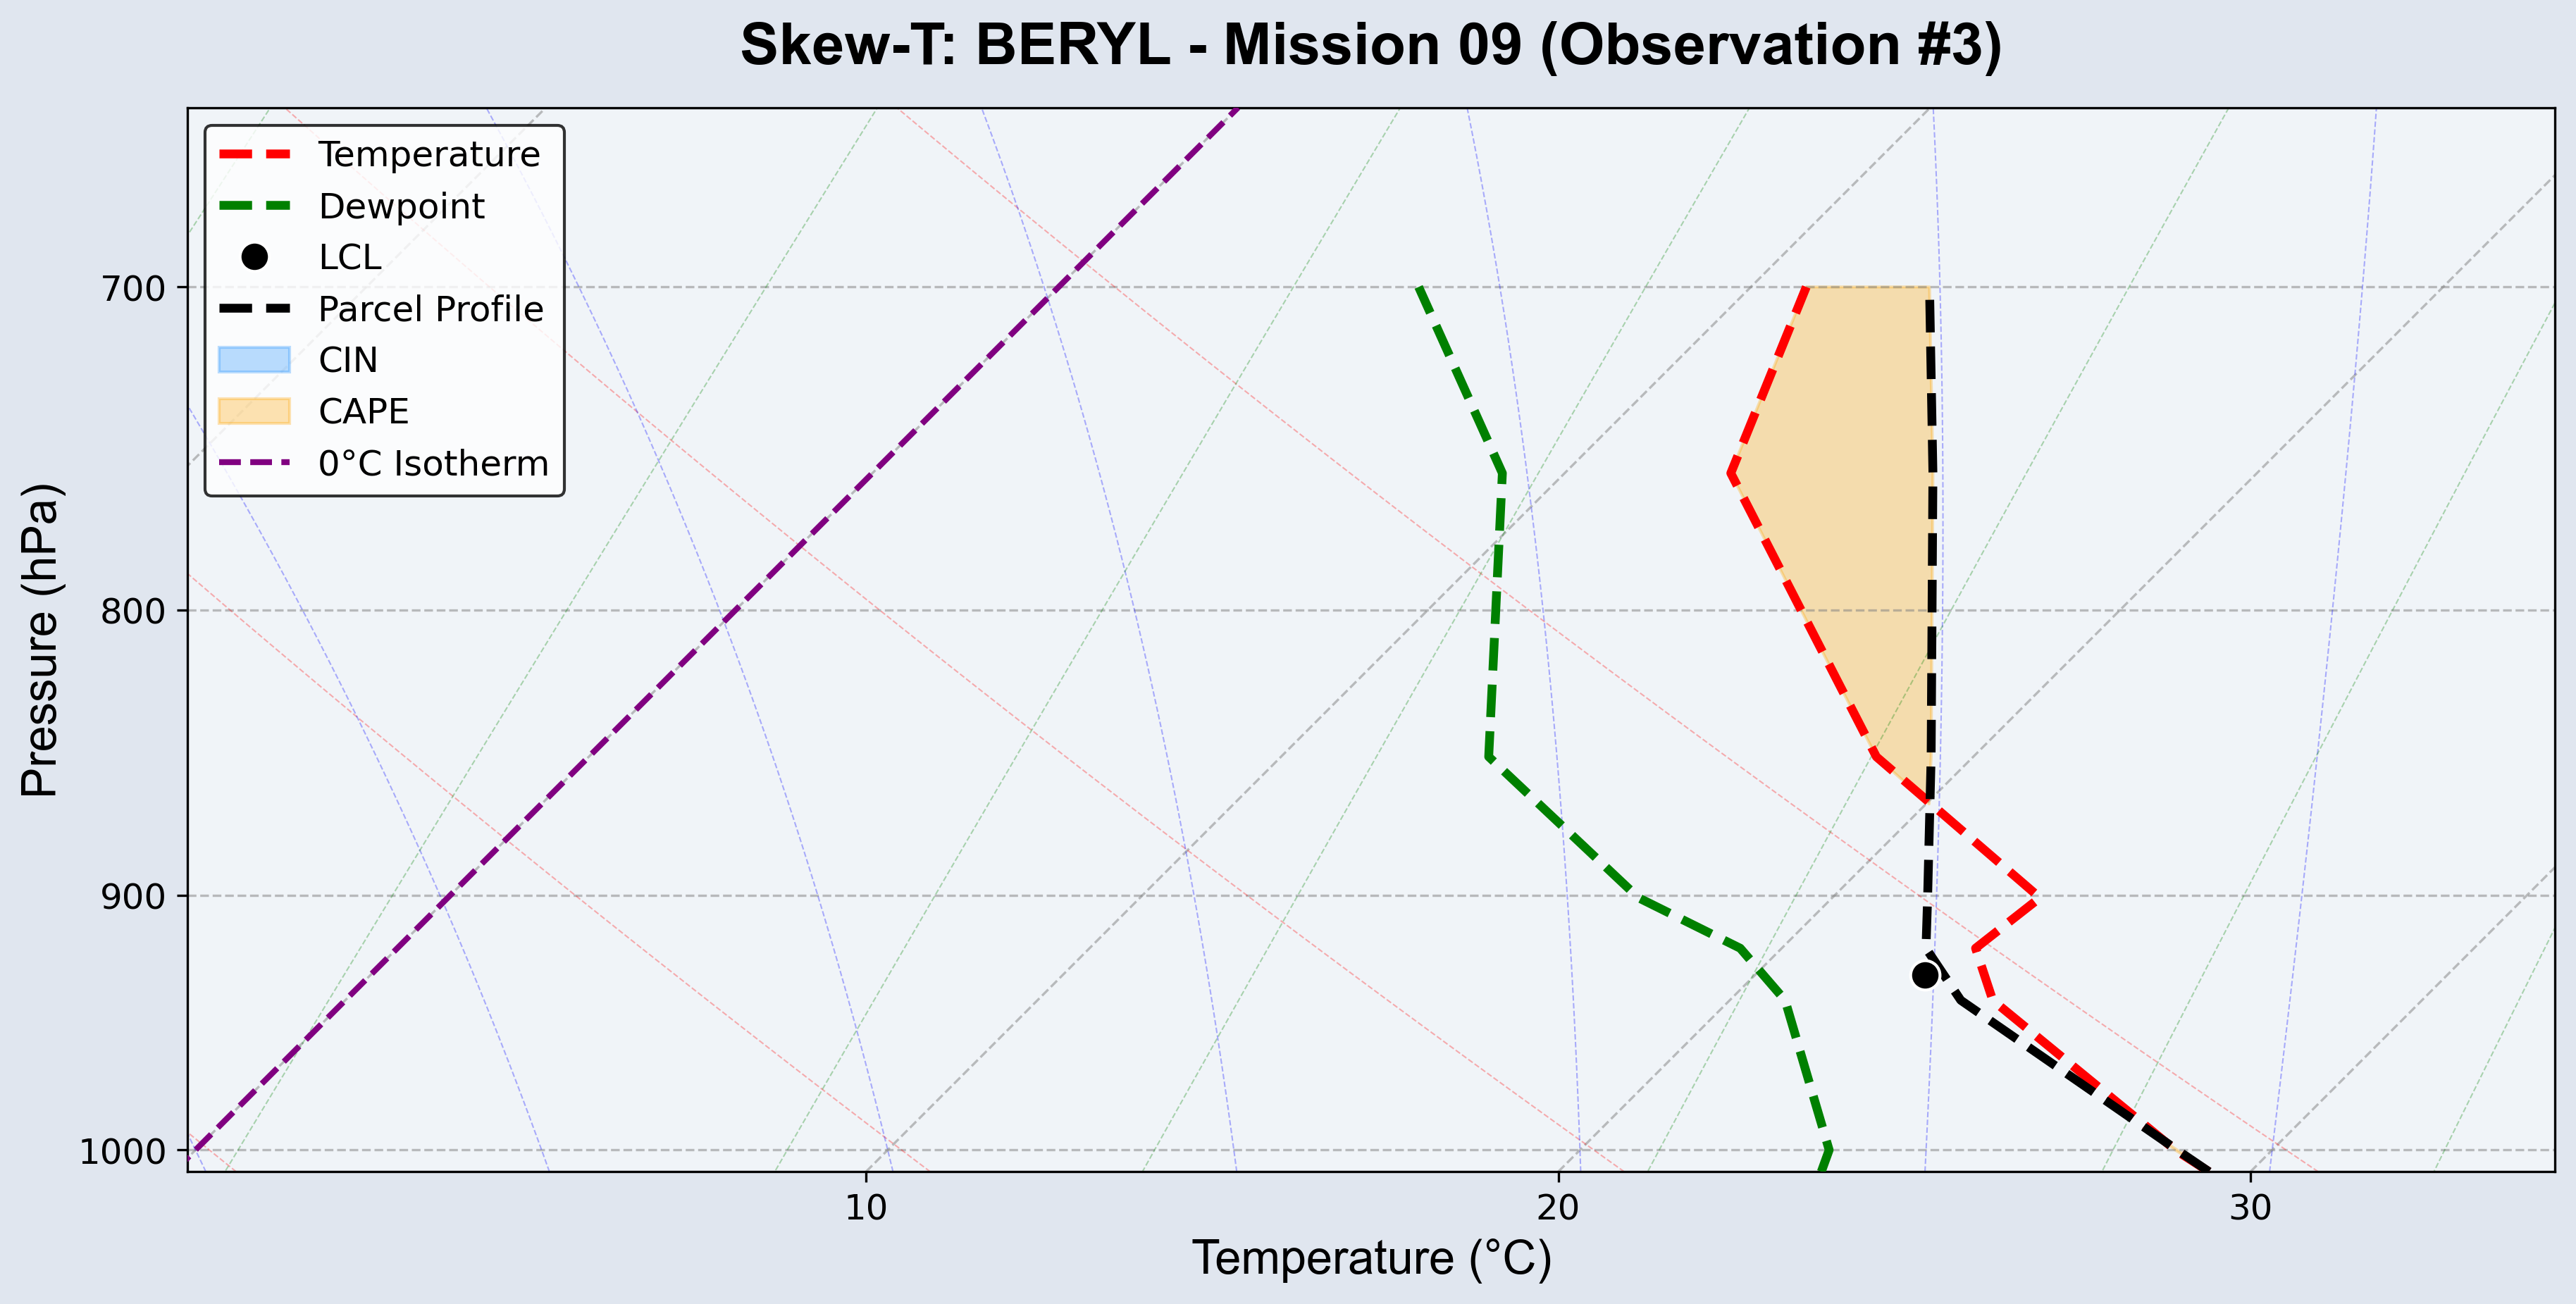 Skew-T: BERYL - Mission 09 (Observation #3)
Temperature
Dewpoint
LCL
Parcel Profile
CIN
CAPE
0°C Isotherm
Pressure (hPa)
700
800
900
1000
10
20
30
Temperature (°C)